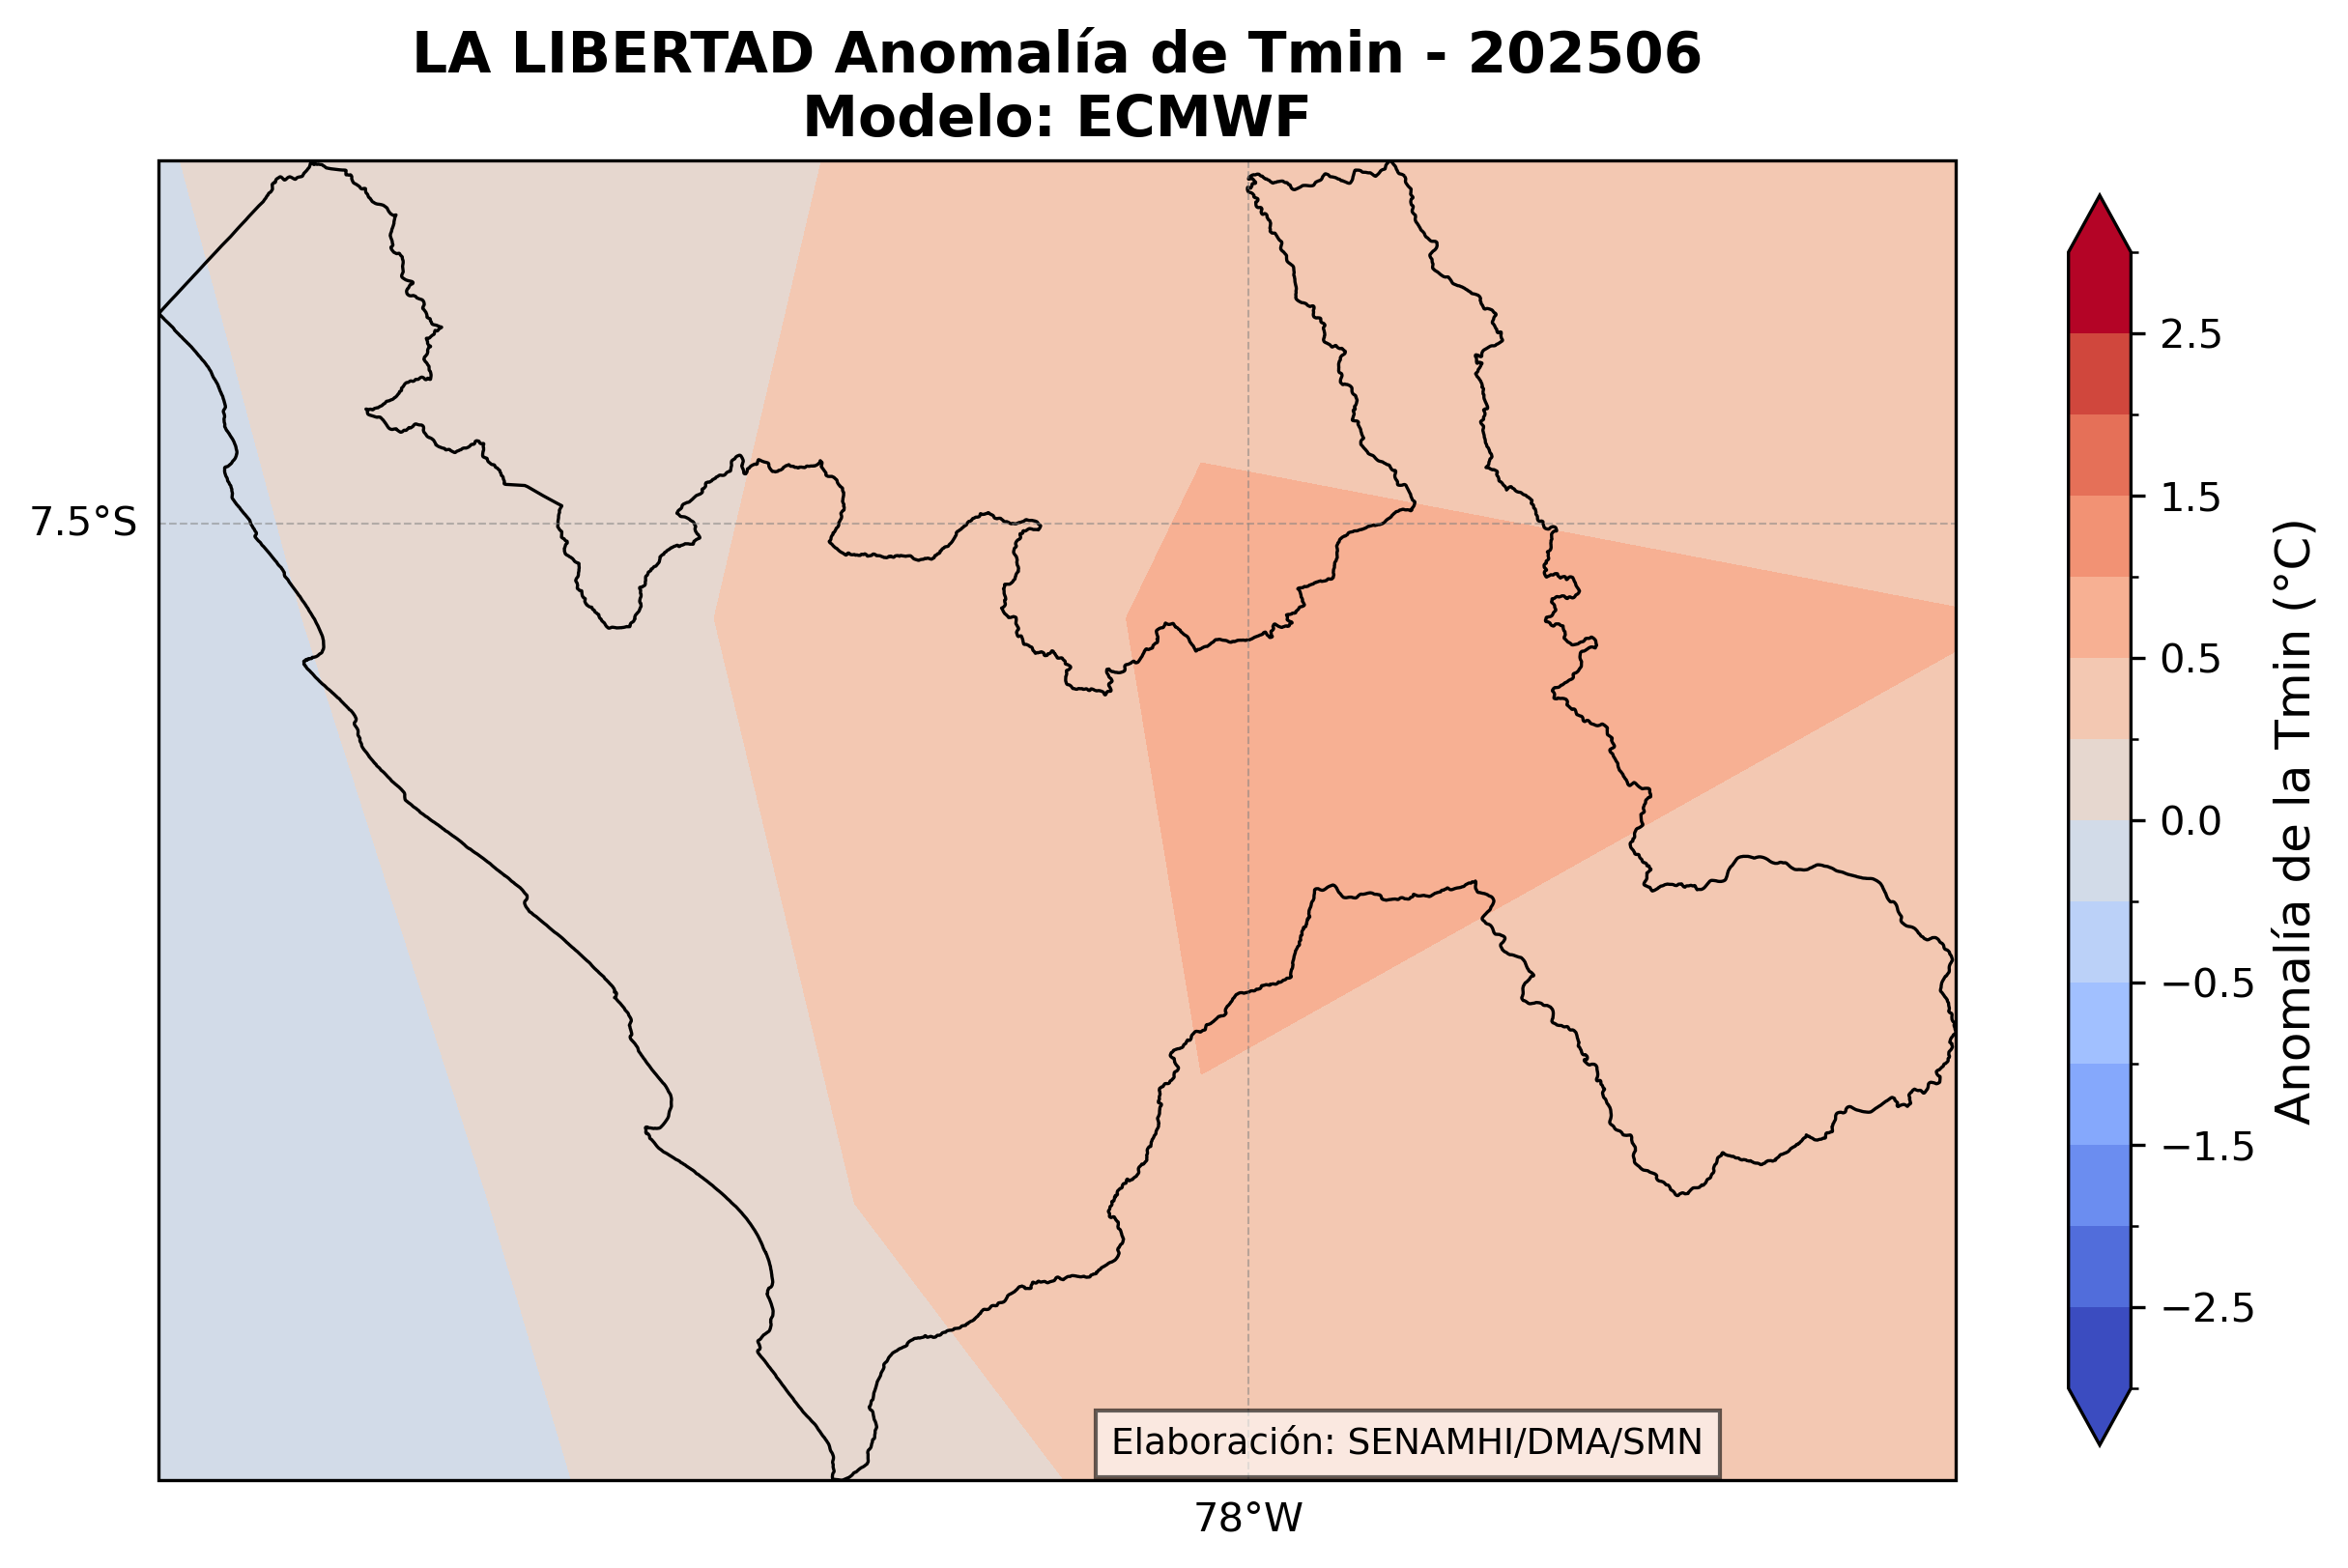 LA LIBERTAD Anomalía de Tmin - 202506
Modelo: ECMWF
7.5°S
78°W
Elaboración: SENAMHI/DMA/SMN
2.5
1.5
0.5
0.0
−0.5
−1.5
−2.5
Anomalía de la Tmin (°C)